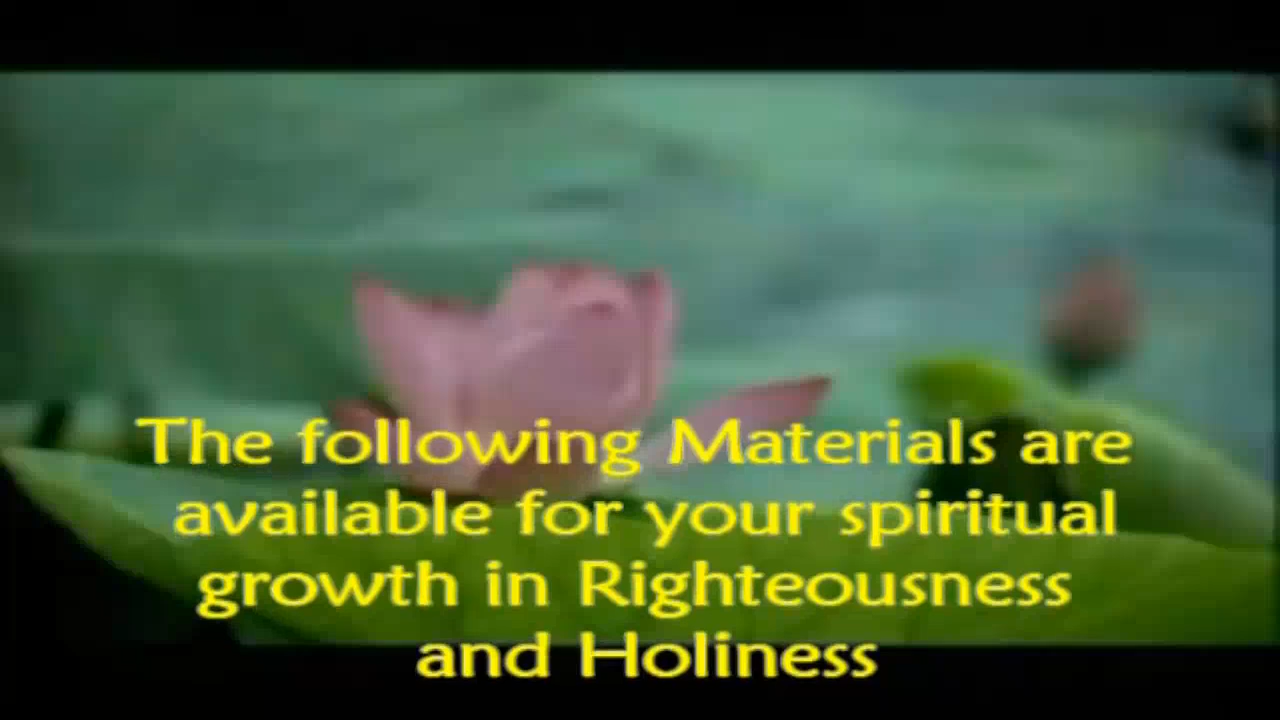 The following Materials are
available for your spiritual
growth in Righteousness
and Holiness